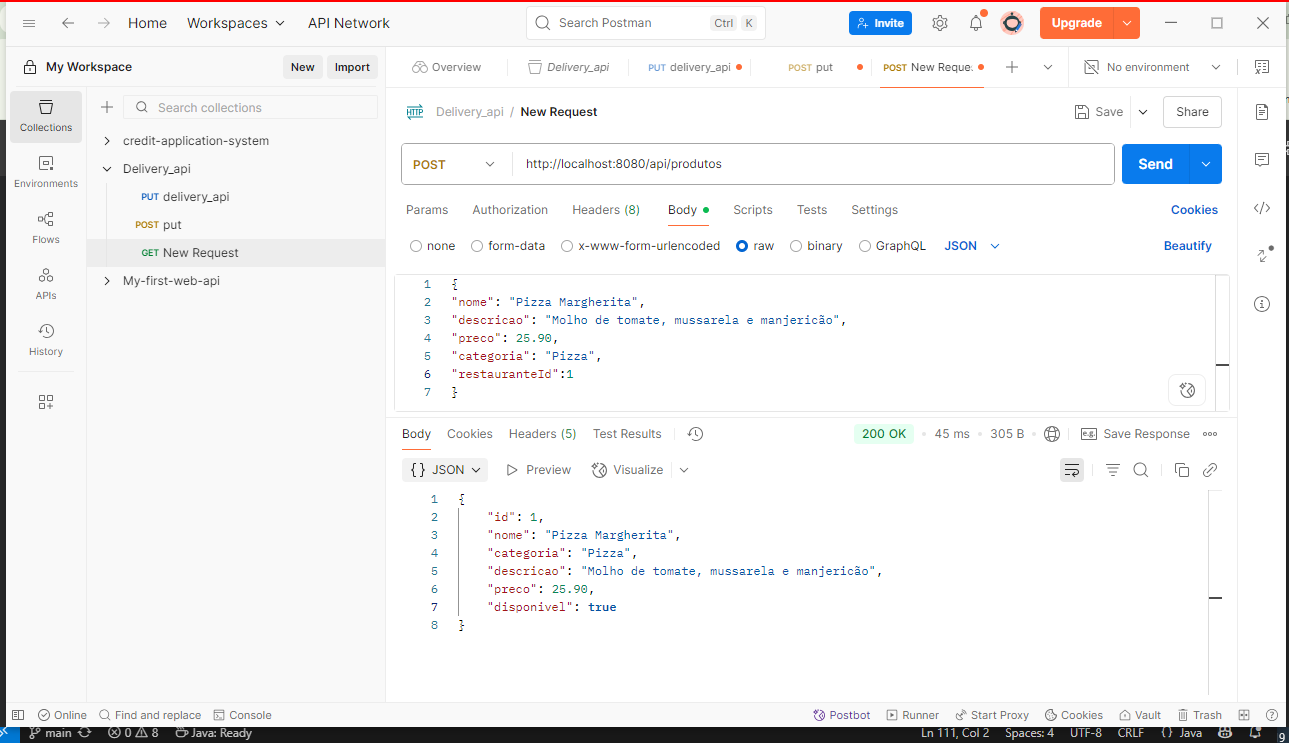 Home Workspaces API Network Search Postman Ctrl K Invite Upgrade
My Workspace New Import Overview Delivery_api PUT delivery_api POST put POST New Reque No environment
Collections
Search collections
Delivery_api / New Request Save Share
credit-application-system
Delivery_api
POST http://localhost:8080/api/produtos Send
Environments
PUT delivery_api
POST put
GET New Request
My-first-web-api
Params Authorization Headers (8) Body Scripts Tests Settings Cookies
Flows
none form-data x-www-form-urlencoded raw binary GraphQL JSON Beautify
APIs
History
1 {
2 "nome": "Pizza Margherita",
3 "descricao": "Molho de tomate, mussarela e manjericão",
4 "preco": 25.90,
5 "categoria": "Pizza",
6 "restauranteId":1
7 }
Body Cookies Headers (5) Test Results 200 OK 45 ms 305 B e.g. Save Response
{} JSON Preview Visualize
1 {
2 "id": 1,
3 "nome": "Pizza Margherita",
4 "categoria": "Pizza",
5 "descricao": "Molho de tomate, mussarela e manjericão",
6 "preco": 25.90,
7 "disponivel": true
8 }
Online Find and replace Console Postbot Runner Start Proxy Cookies Vault Trash
main 0 8 Java: Ready Ln 111, Col 2 Spaces: 4 UTF-8 CRLF {} Java
9